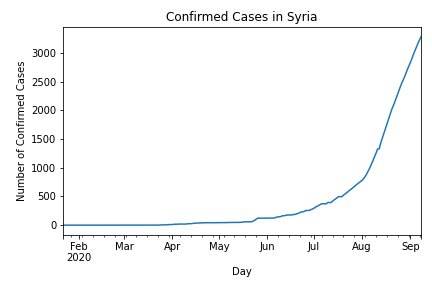 Confirmed Cases in Syria
Number of Confirmed Cases
3000
2500
2000
1500
1000
500
0
Feb Mar Apr May Jun Jul Aug Sep
2020
Day